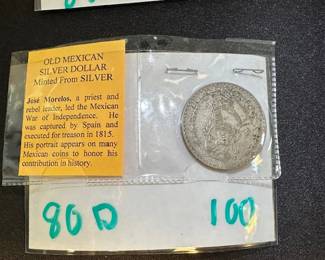 OLD MEXICAN
SILVER DOLLAR
Minted From SILVER
José Morelos, a priest and
rebel leader, led the Mexican
War of Independence. He
was captured by Spain and
executed for treason in 1815.
His portrait appears on many
Mexican coins to honor his
contribution in history.
80D 100